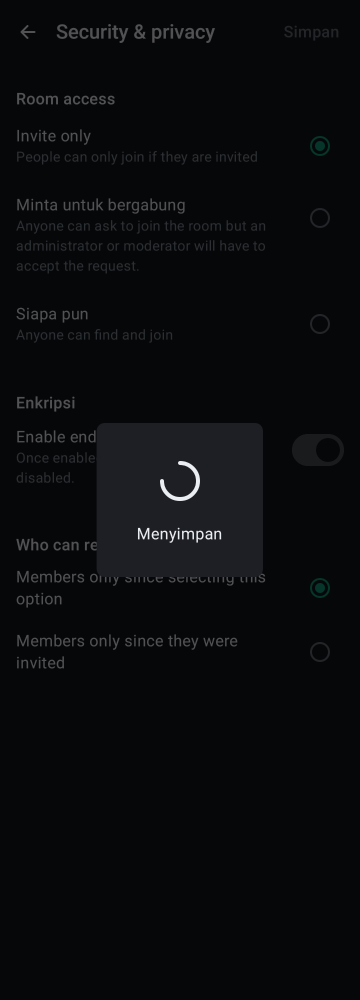 Security & privacy
Simpan
Room access
Invite only
People can only join if they are invited
Minta untuk bergabung
Anyone can ask to join the room but an
administrator or moderator will have to
accept the request.
Siapa pun
Anyone can find and join
Enkripsi
Enable end
Once enable
disabled.
Menyimpan
Who can re
Members only since selecting this
option
Members only since they were
invited